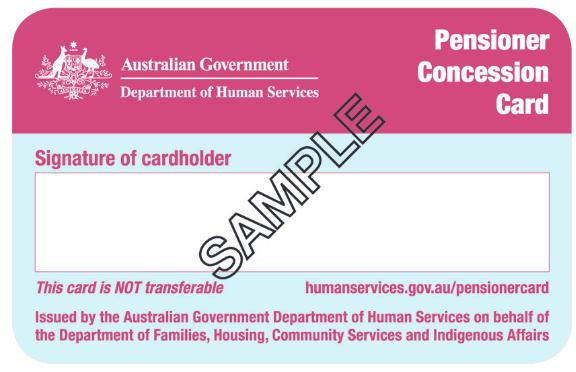 Australian Government
Department of Human Services
Pensioner
Concession
Card
Signature of cardholder
SAMPLE
This card is NOT transferable
humanservices.gov.au/pensionercard
Issued by the Australian Government Department of Human Services on behalf of
the Department of Families, Housing, Community Services and Indigenous Affairs